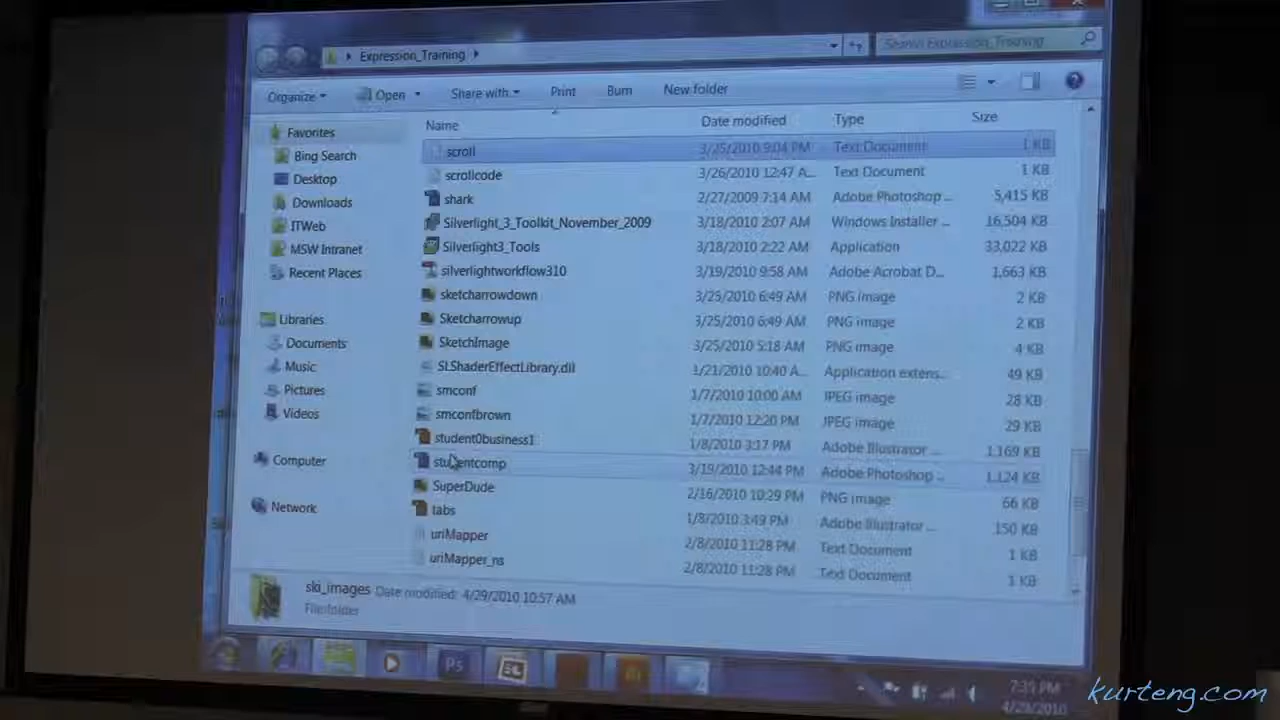 Expression_Training
Search Expression_Training
Organize Open Share with Print Burn New folder
Name Date modified Type Size
Favorites
Bing Search
Desktop
Downloads
ITWeb
MSW Intranet
Recent Places
Libraries
Documents
Music
Pictures
Videos
Computer
Network
scroll 3/25/2010 9:04 PM Text Document 1 KB
scrollcode 3/26/2010 12:47 A... Text Document 1 KB
shark 2/27/2009 7:14 AM Adobe Photoshop ... 5,415 KB
Silverlight_3_Toolkit_November_2009 3/18/2010 2:07 AM Windows Installer ... 16,504 KB
Silverlight3_Tools 3/18/2010 2:22 AM Application 33,022 KB
silverlightworkflow310 3/19/2010 9:58 AM Adobe Acrobat D... 1,663 KB
sketcharrowdown 3/25/2010 6:49 AM PNG image 2 KB
Sketcharrowup 3/25/2010 6:49 AM PNG image 2 KB
SketchImage 3/25/2010 5:18 AM PNG image 4 KB
SLShaderEffectLibrary.dll 1/21/2010 10:40 A... Application extens... 49 KB
smconf 1/7/2010 10:00 AM JPEG image 28 KB
smconfbrown 1/7/2010 12:20 PM JPEG image 29 KB
student0business1 1/8/2010 3:17 PM Adobe Illustrator ... 1,169 KB
studentcomp 3/19/2010 12:44 PM Adobe Photoshop ... 1,124 KB
SuperDude 2/16/2010 10:29 PM PNG image 66 KB
tabs 1/8/2010 3:49 PM Adobe Illustrator ... 150 KB
uriMapper 2/8/2010 11:28 PM Text Document 1 KB
uriMapper_ns 2/8/2010 11:28 PM Text Document 1 KB
ski_images Date modified: 4/29/2010 10:57 AM
File folder
Ps
7:39 PM
4/29/2010
kurteng.com